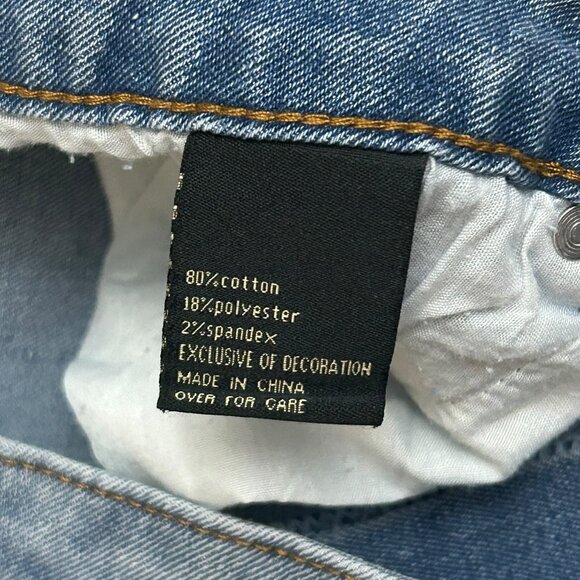 80%cotton
18%polyester
2%spandex
EXCLUSIVE OF DECORATION
MADE IN CHINA
OVER FOR CARE